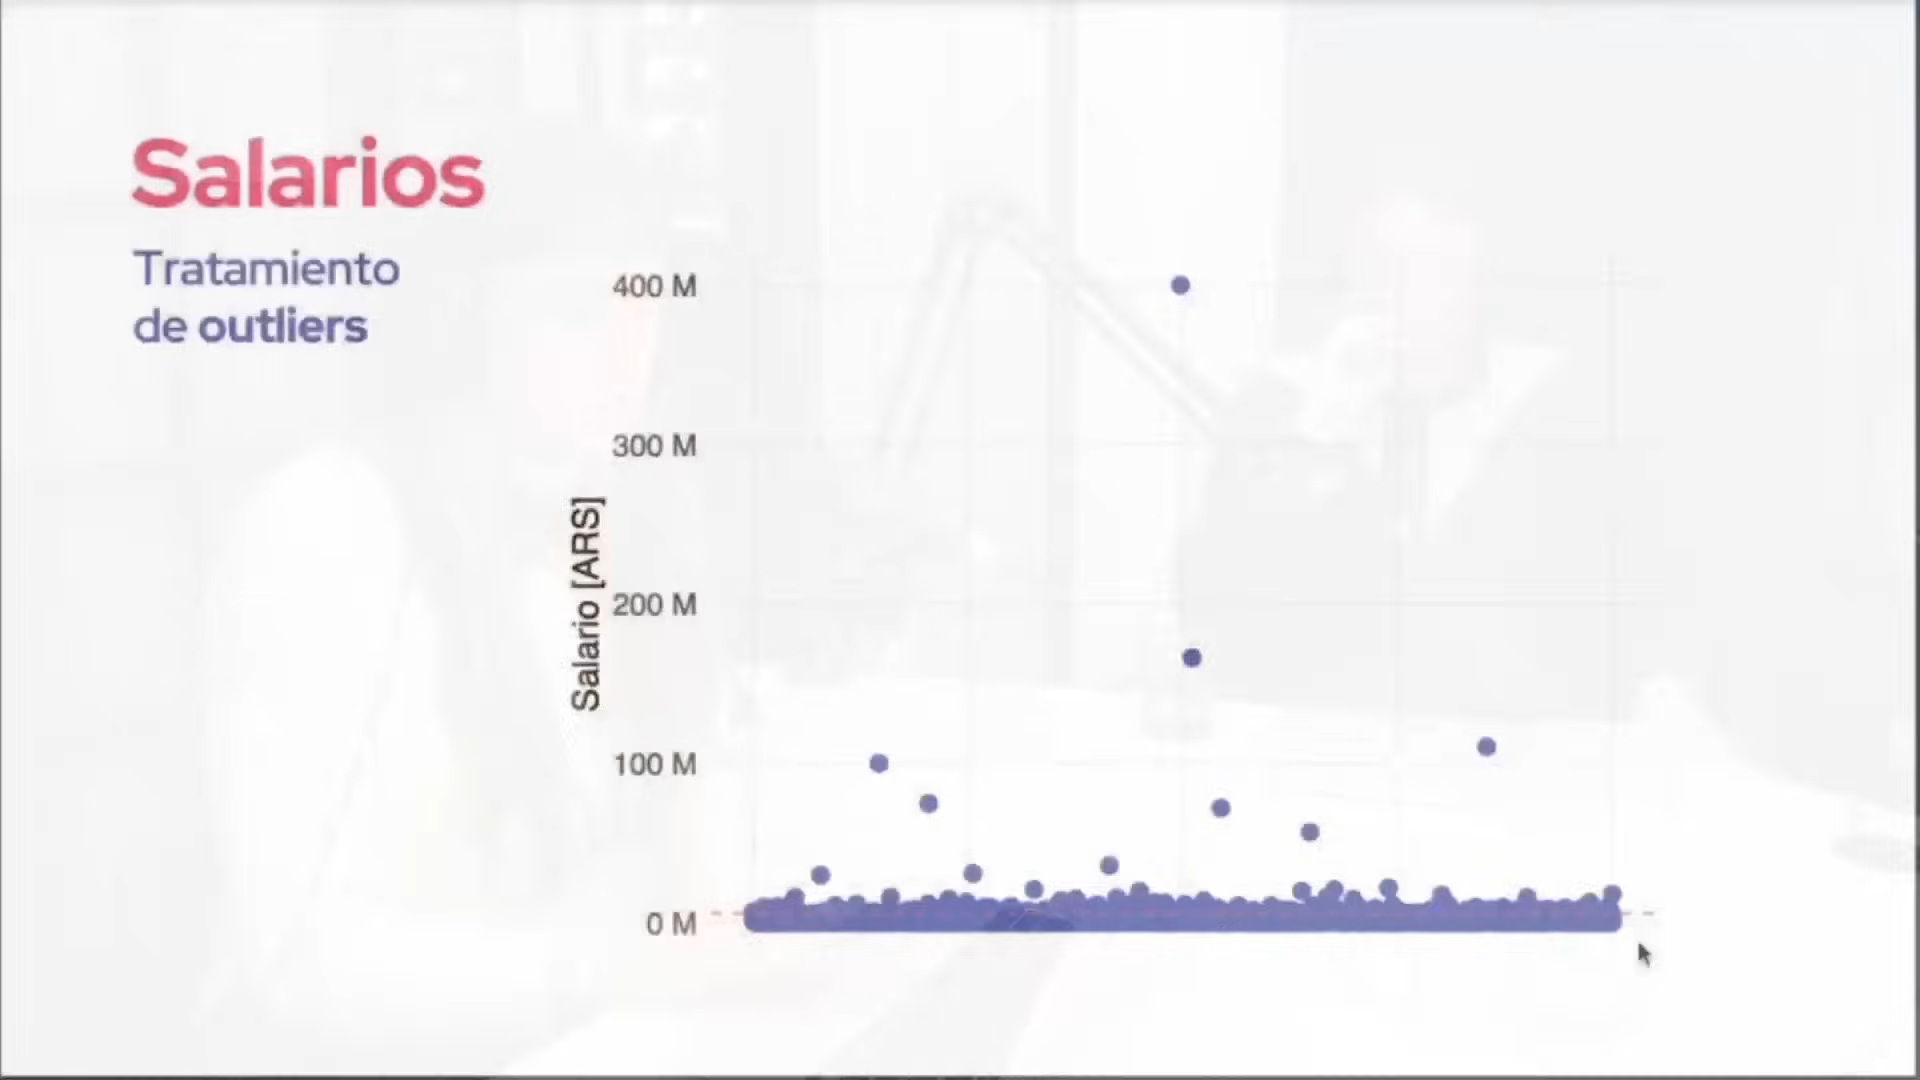 Salarios
Tratamiento
de outliers
400 M
300 M
200 M
100 M
0 M
Salario [ARS]